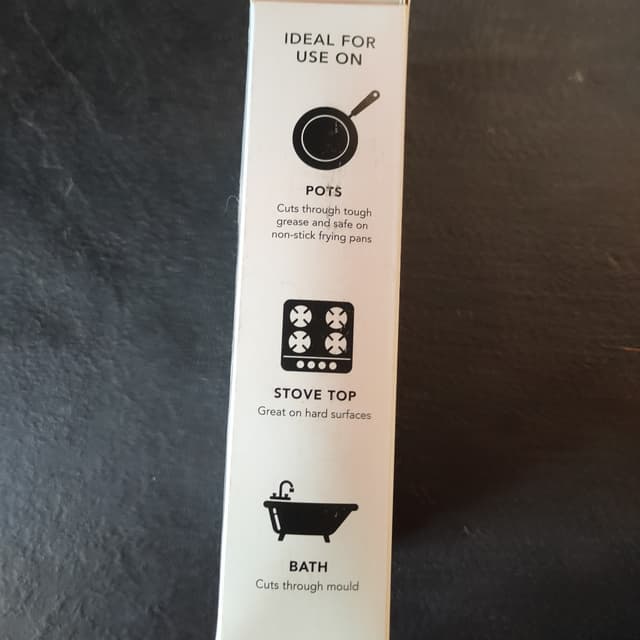 IDEAL FOR
USE ON
POTS
Cuts through tough
grease and safe on
non-stick frying pans
STOVE TOP
Great on hard surfaces
BATH
Cuts through mould